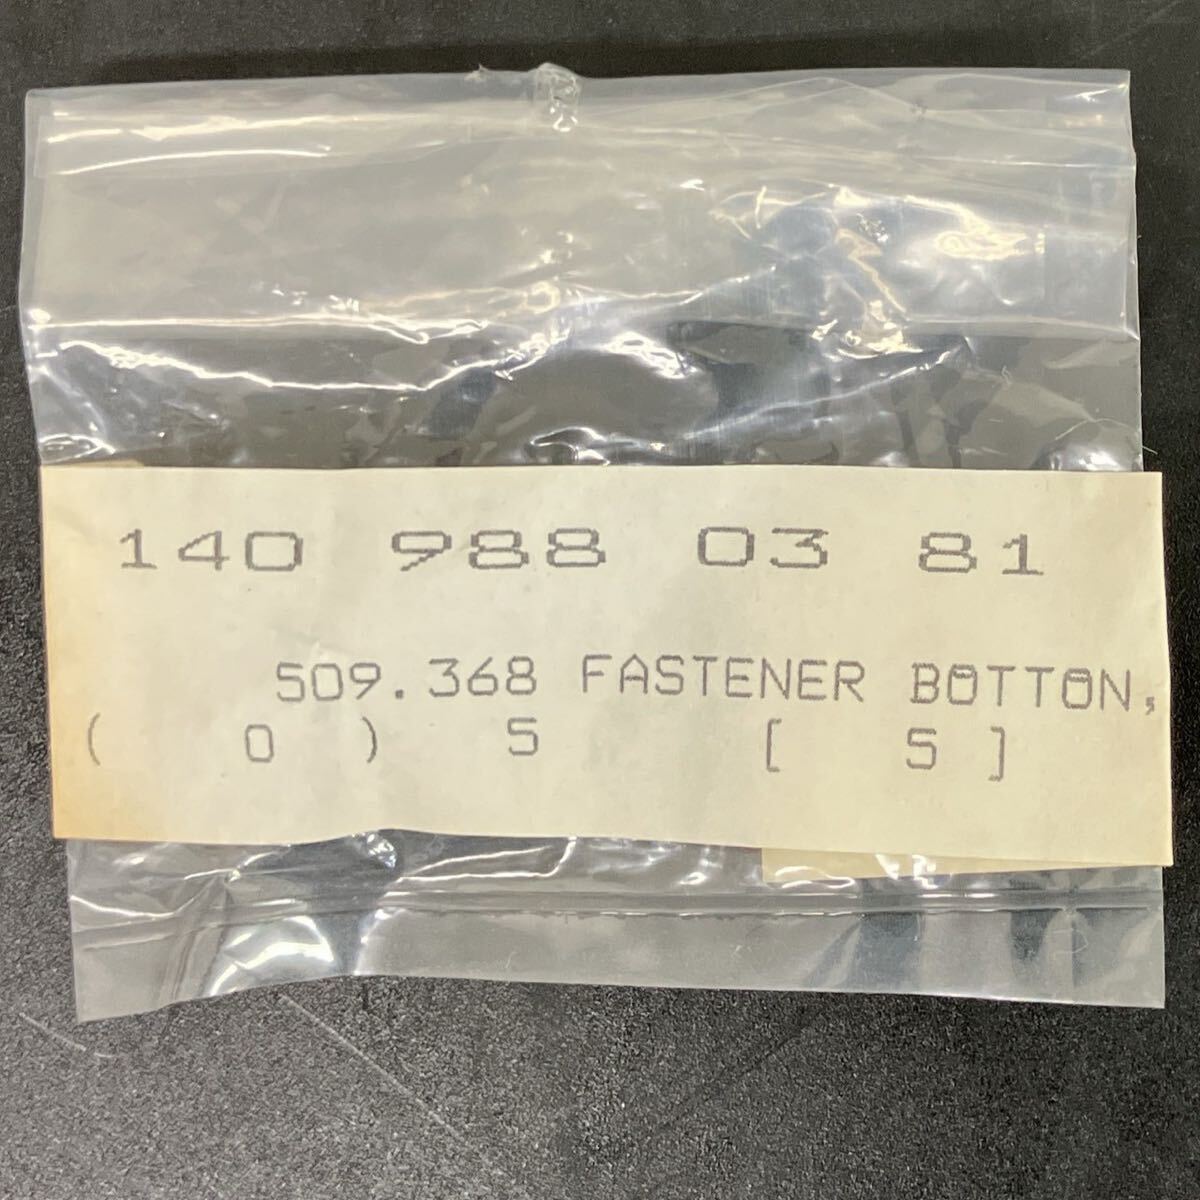 140 988 03 81
509.368 FASTENER BOTTON,
( 0 ) 5 [ 5 ]